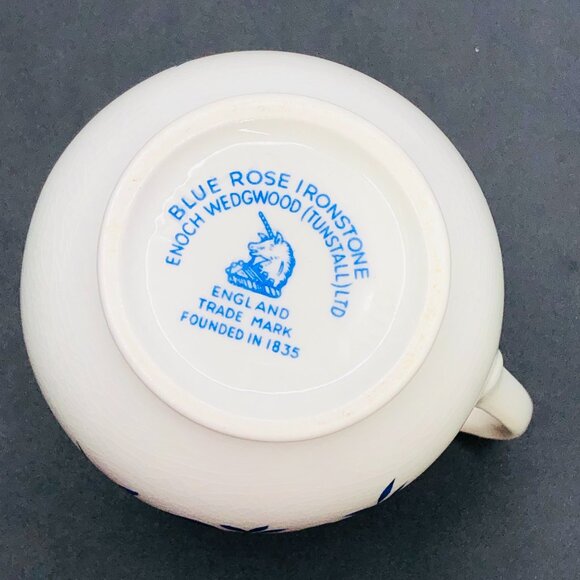 BLUE ROSE IRONSTONE
ENOCH WEDGWOOD (TUNSTALL) LTD
ENGLAND
TRADE MARK
FOUNDED IN 1835